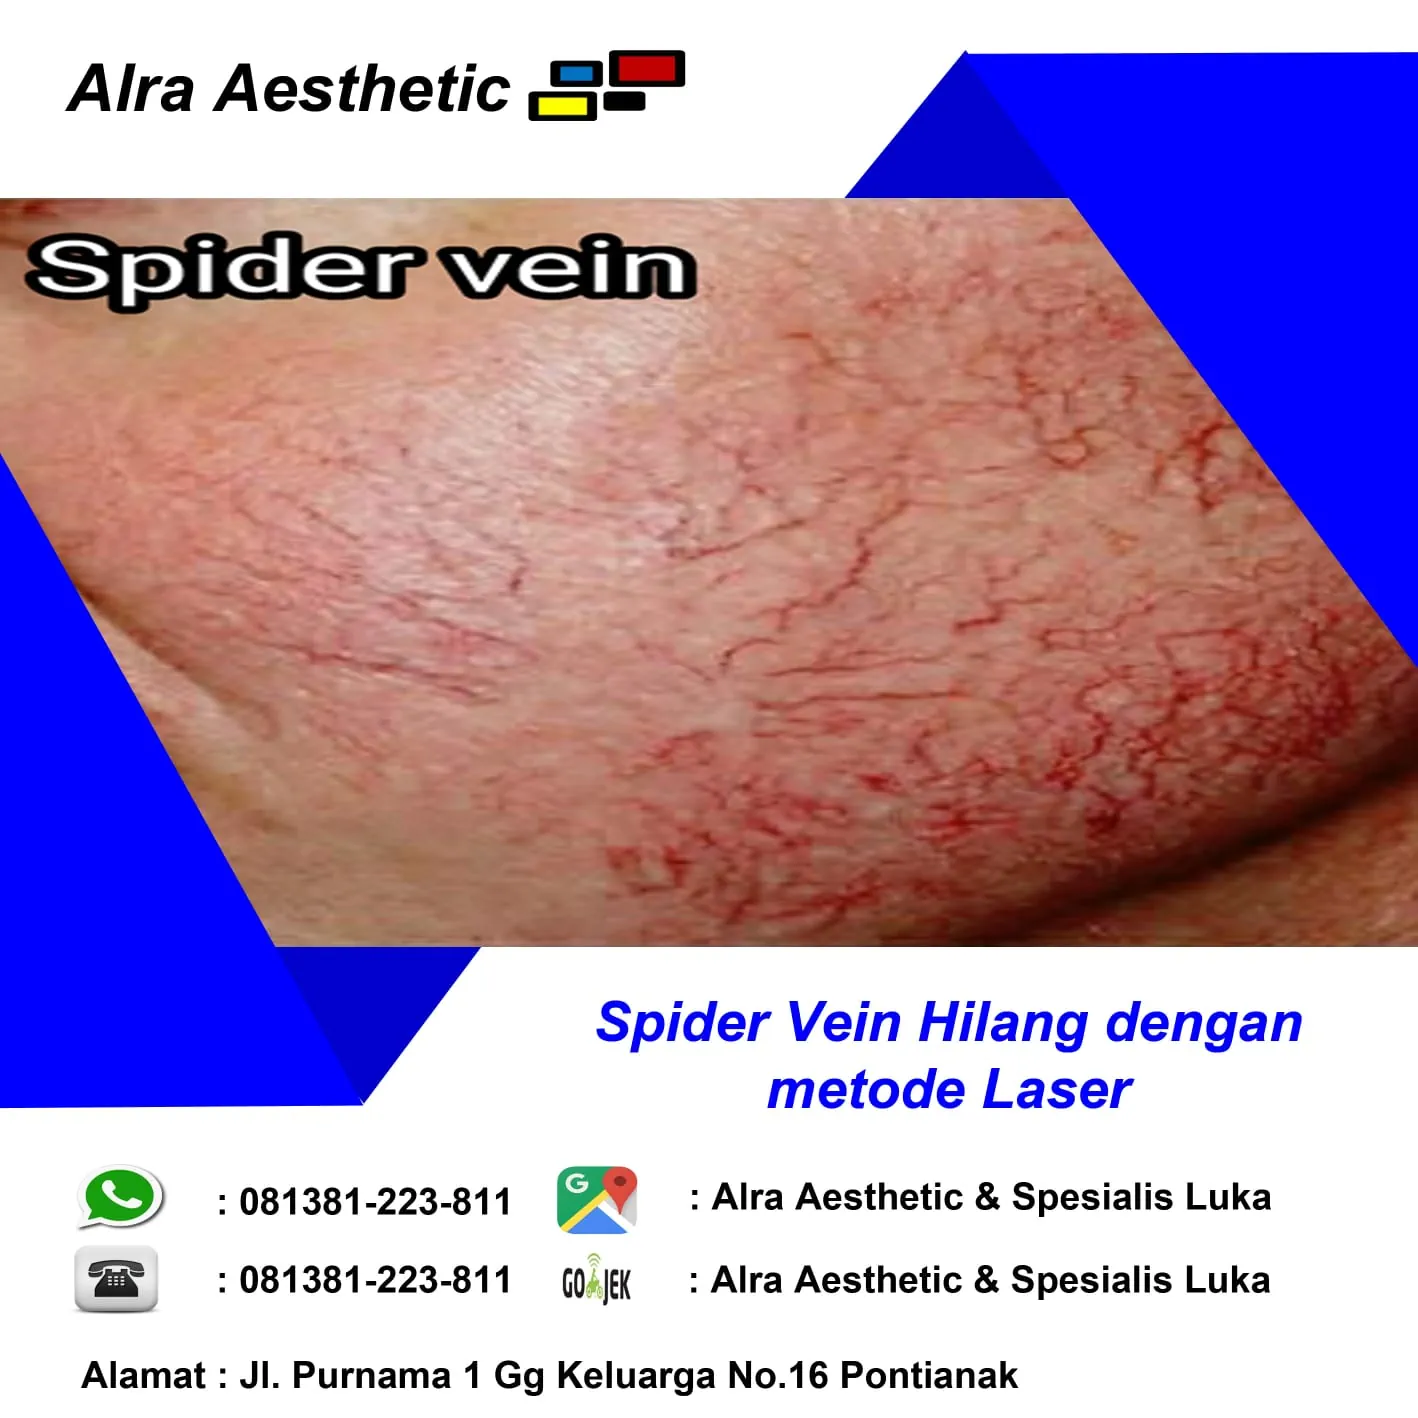 Alra Aesthetic
Spider vein
Spider Vein Hilang dengan
metode Laser
: 081381-223-811
G
: Alra Aesthetic & Spesialis Luka
: 081381-223-811
GOJEK
: Alra Aesthetic & Spesialis Luka
Alamat : Jl. Purnama 1 Gg Keluarga No.16 Pontianak